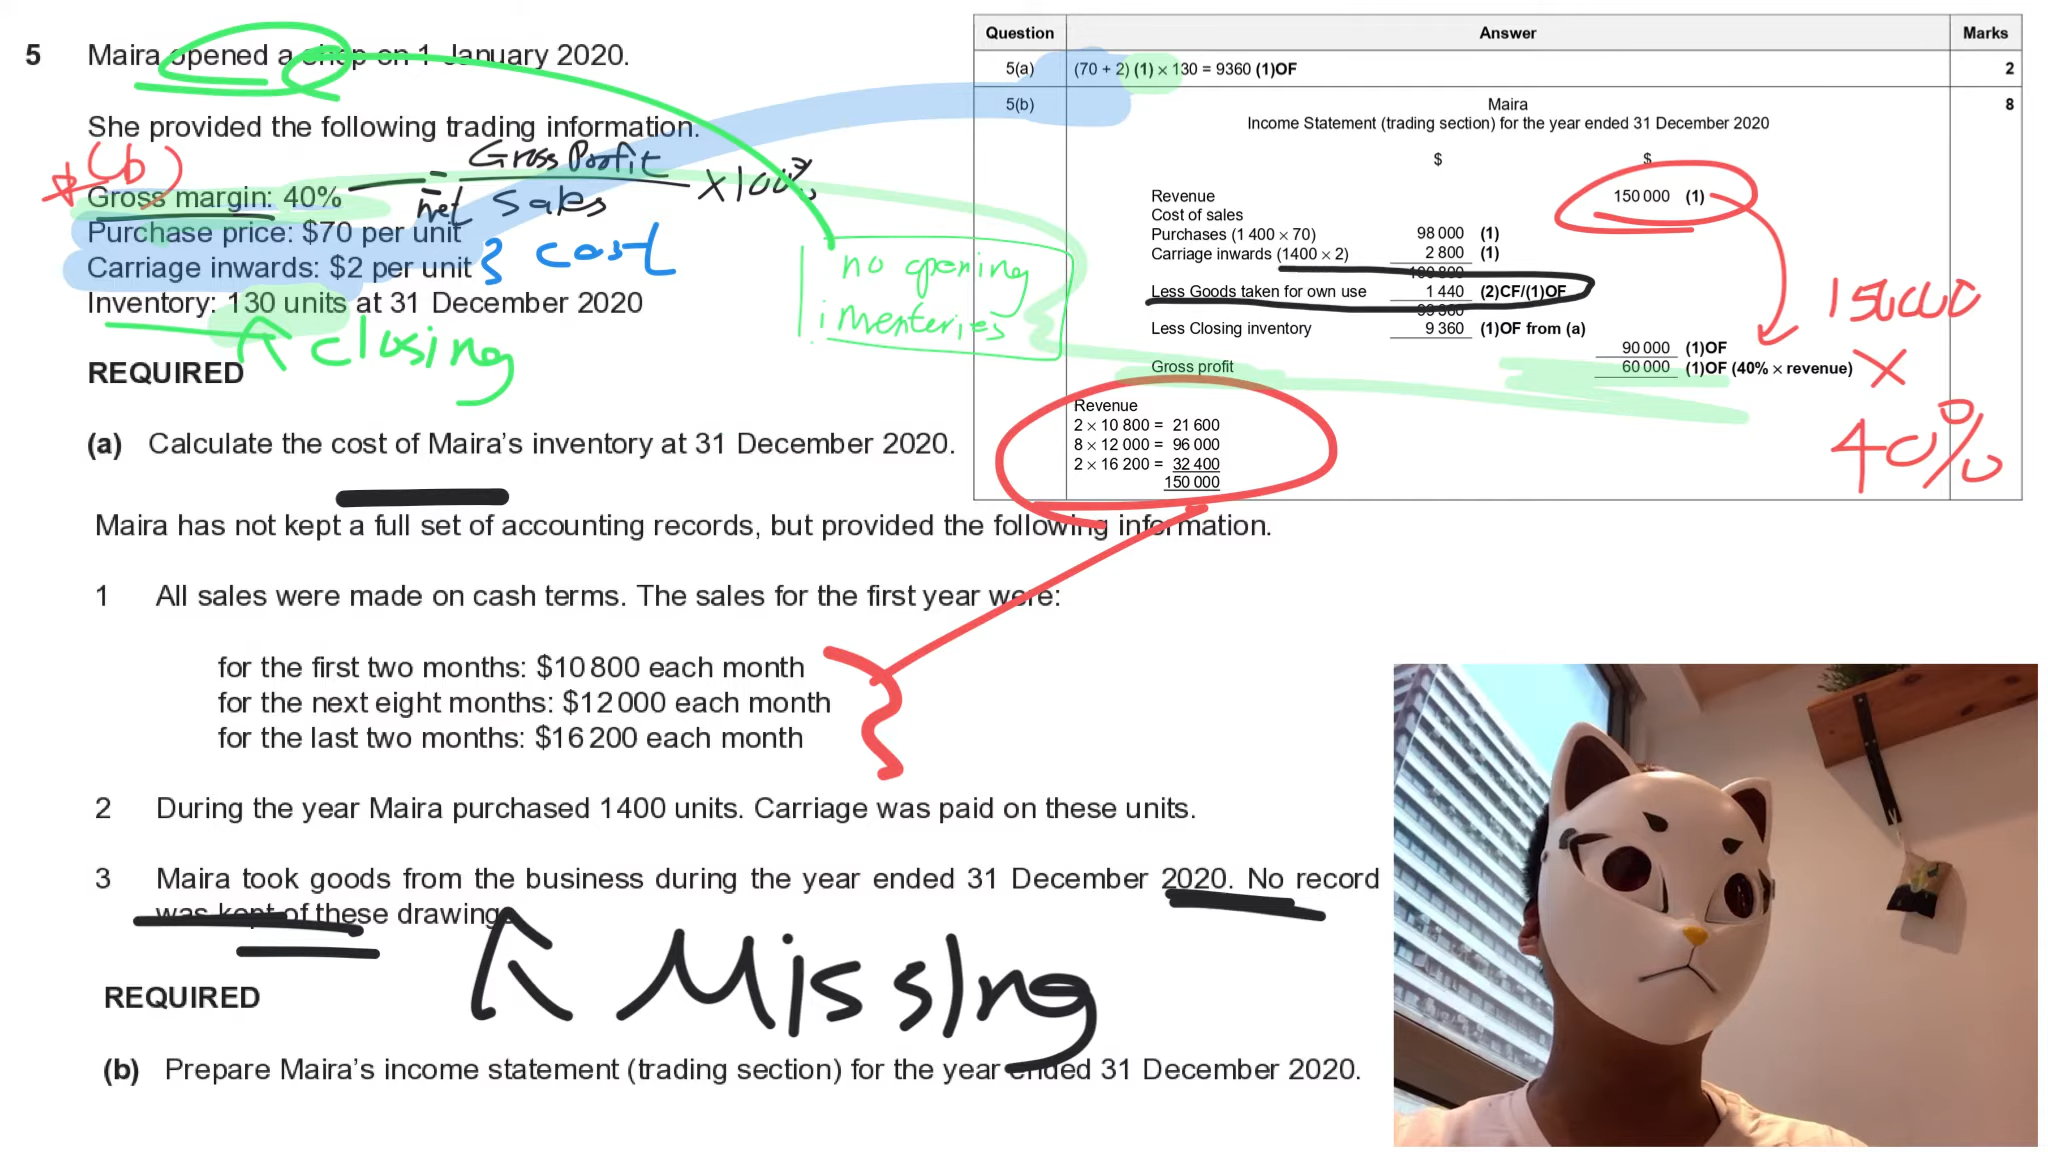 5 Maira opened a shop on 1 January 2020.
She provided the following trading information.
(b)
Gross margin: 40%
= Gross Profit
net sales
×100%
Purchase price: $70 per unit
Carriage inwards: $2 per unit
cost
Inventory: 130 units at 31 December 2020
closing
no opening
inventories
REQUIRED
(a) Calculate the cost of Maira's inventory at 31 December 2020.
Maira has not kept a full set of accounting records, but provided the following information.
1 All sales were made on cash terms. The sales for the first year were:
for the first two months: $10 800 each month
for the next eight months: $12 000 each month
for the last two months: $16 200 each month
2 During the year Maira purchased 1400 units. Carriage was paid on these units.
3 Maira took goods from the business during the year ended 31 December 2020. No record
was kept of these drawings
Missing
REQUIRED
(b) Prepare Maira's income statement (trading section) for the year ended 31 December 2020.
Question Answer Marks
5(a) (70 + 2) (1) × 130 = 9360 (1)OF 2
5(b) Maira 8
Income Statement (trading section) for the year ended 31 December 2020
$ $
Revenue 150 000 (1)
Cost of sales
Purchases (1 400 × 70) 98 000 (1)
Carriage inwards (1400 × 2) 2 800 (1)
100 800
Less Goods taken for own use 1 440 (2)CF/(1)OF
99 360
Less Closing inventory 9 360 (1)OF from (a)
90 000 (1)OF
Gross profit 60 000 (1)OF (40% × revenue)
Revenue
2 × 10 800 = 21 600
8 × 12 000 = 96 000
2 × 16 200 = 32 400
150 000
150000
×
40%